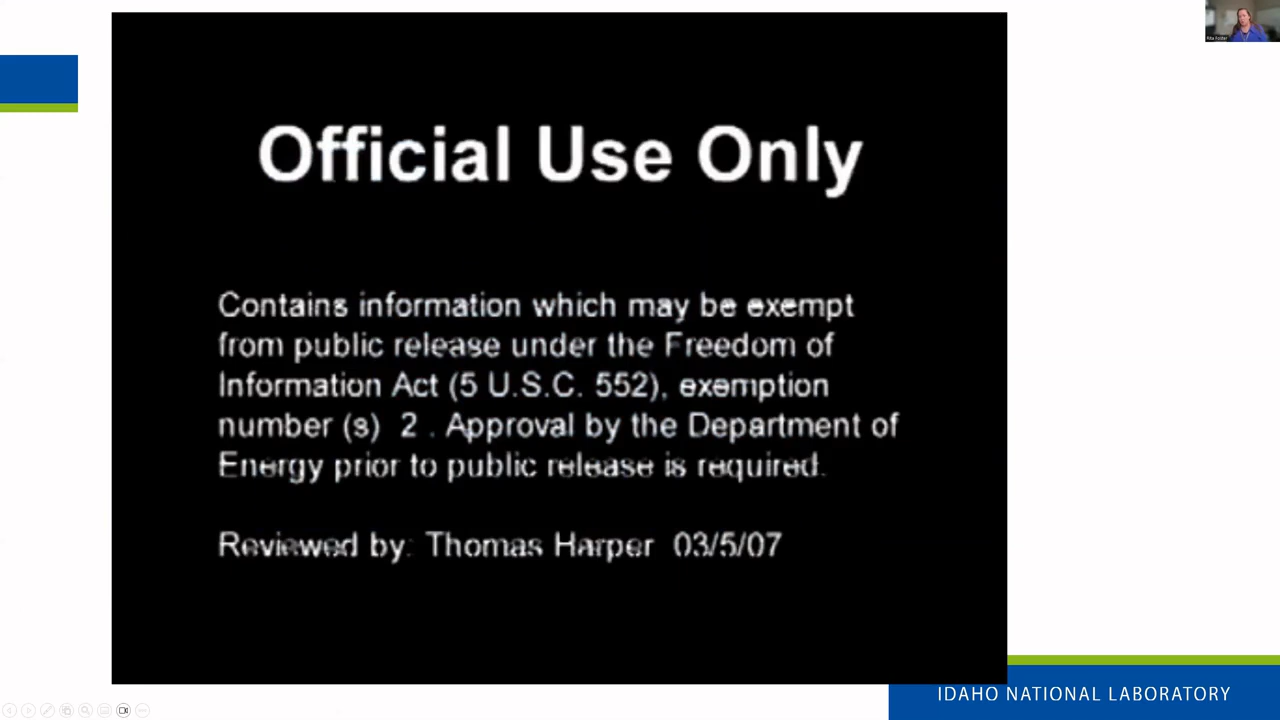 Official Use Only
Contains information which may be exempt
from public release under the Freedom of
Information Act (5 U.S.C. 552), exemption
number (s) 2 . Approval by the Department of
Energy prior to public release is required.
Reviewed by: Thomas Harper 03/5/07
IDAHO NATIONAL LABORATORY